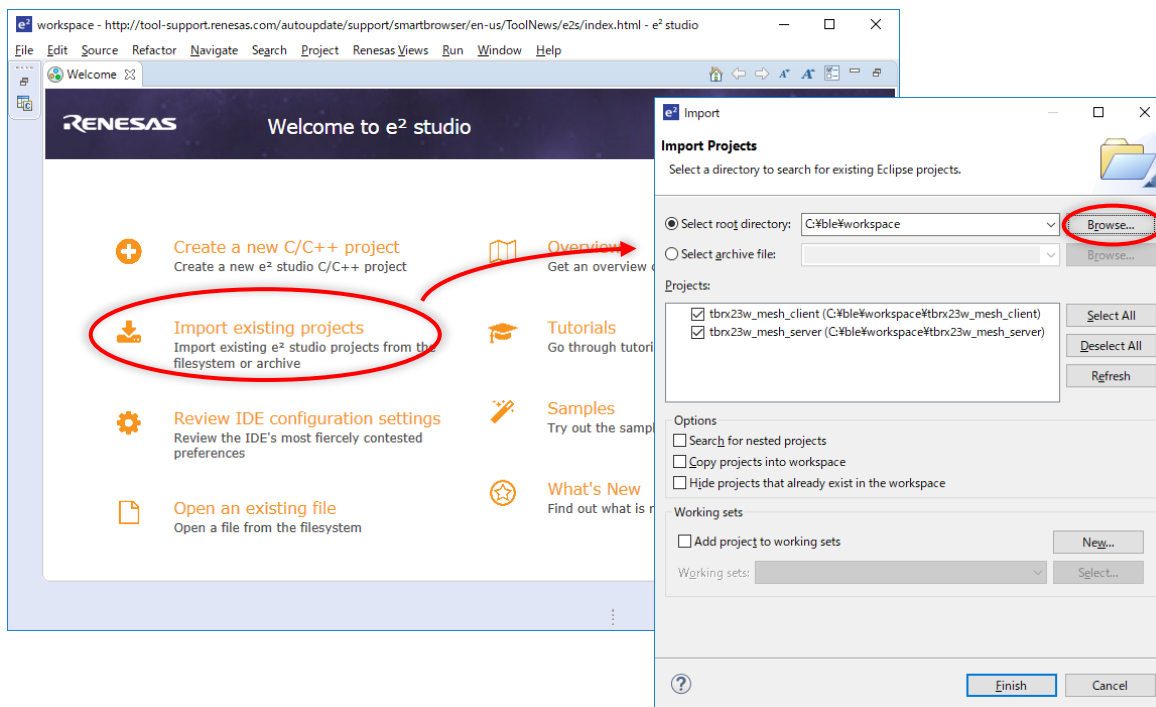 workspace - http://tool-support.renesas.com/autoupdate/support/smartbrowser/en-us/ToolNews/e2s/index.html - e² studio
File Edit Source Refactor Navigate Search Project Renesas Views Run Window Help
Welcome
RENESAS
Welcome to e² studio
Create a new C/C++ project
Create a new e² studio C/C++ project
Import existing projects
Import existing e² studio projects from the
filesystem or archive
Review IDE configuration settings
Review the IDE's most fiercely contested
preferences
Open an existing file
Open a file from the filesystem
Overview
Get an overview
Tutorials
Go through tutori
Samples
Try out the sampl
What's New
Find out what is
e² Import
Import Projects
Select a directory to search for existing Eclipse projects.
Select root directory: C:¥ble¥workspace Browse...
Select archive file: Browse...
Projects:
tbrx23w_mesh_client (C:¥ble¥workspace¥tbrx23w_mesh_client)
tbrx23w_mesh_server (C:¥ble¥workspace¥tbrx23w_mesh_server)
Select All
Deselect All
Refresh
Options
Search for nested projects
Copy projects into workspace
Hide projects that already exist in the workspace
Working sets
Add project to working sets New...
Working sets: Select...
? Finish Cancel